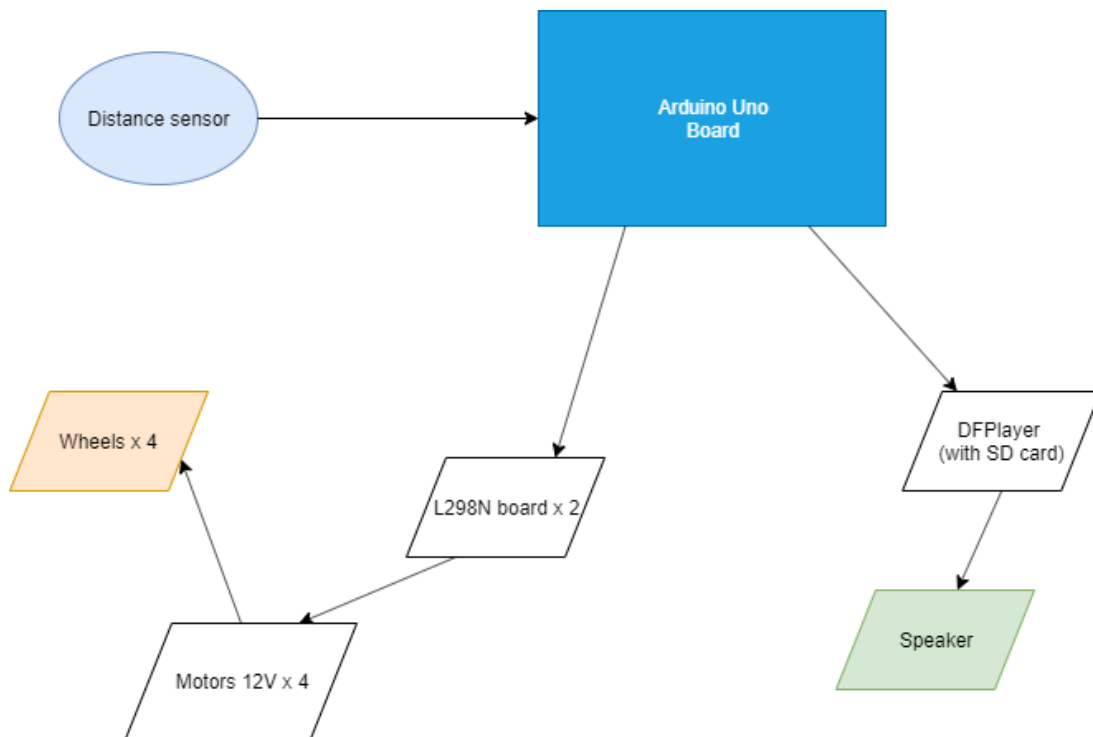 Distance sensor
Arduino Uno
Board
Wheels x 4
DFPlayer
(with SD card)
L298N board x 2
Speaker
Motors 12V x 4